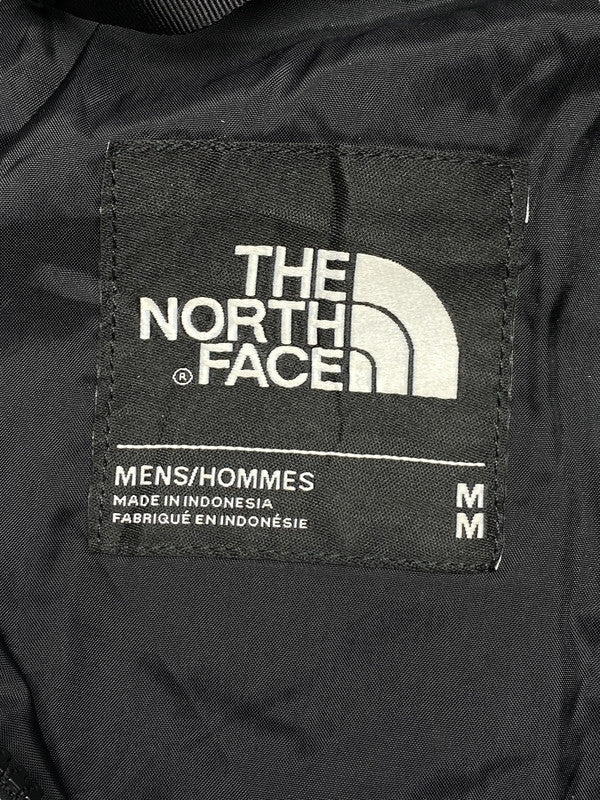 THE
NORTH
® FACE
MENS/HOMMES M
MADE IN INDONESIA
FABRIQUÉ EN INDONÉSIE M